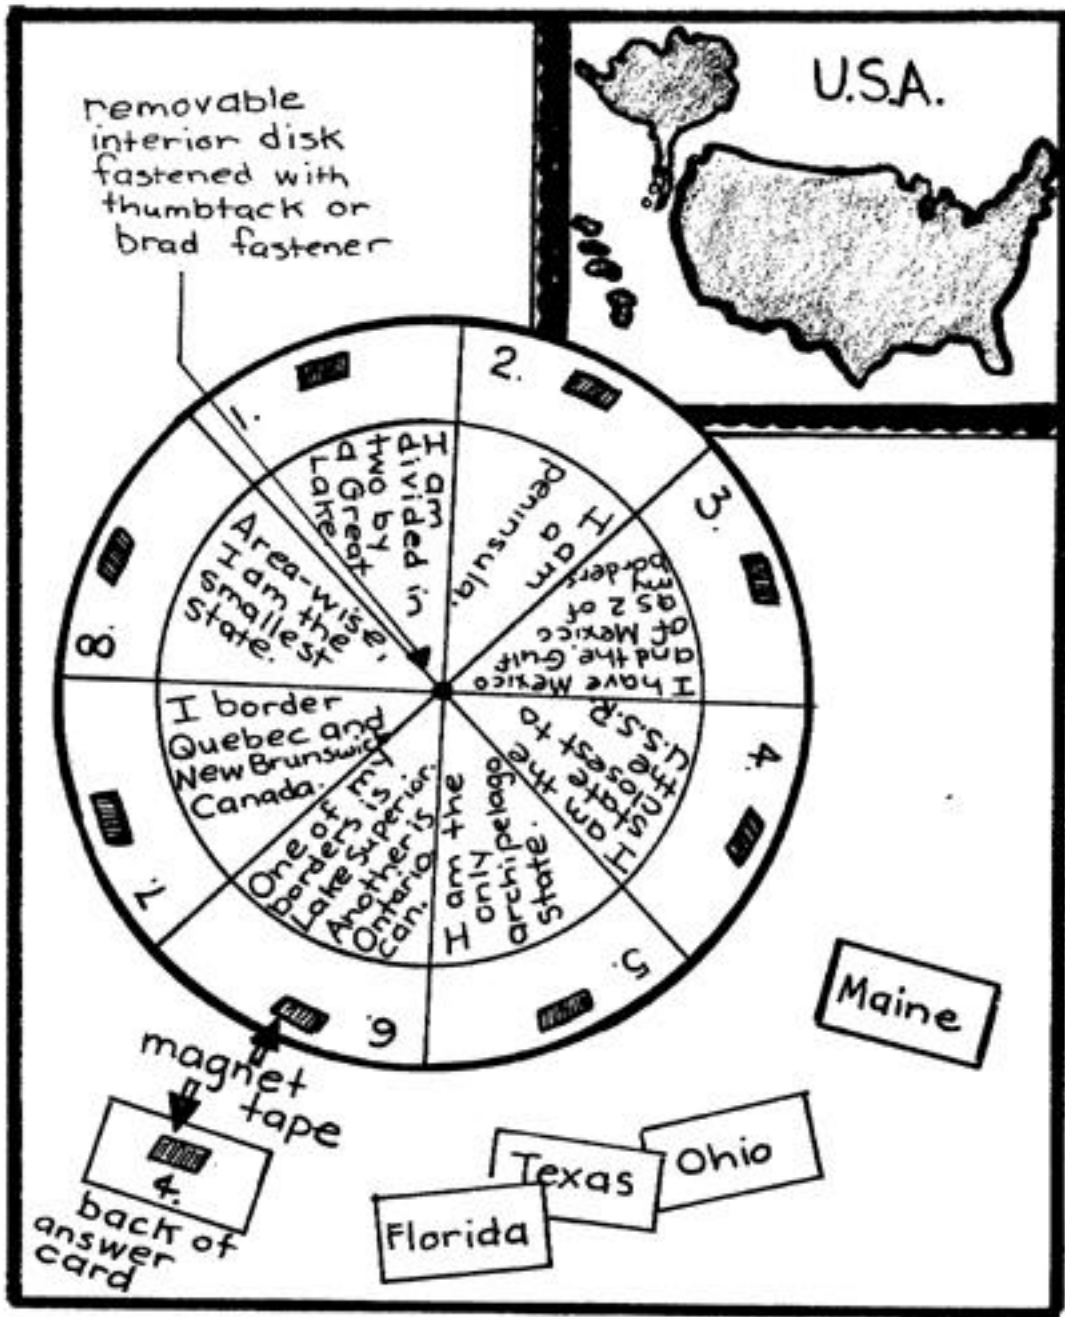 removable
interior disk
fastened with
thumbtack or
brad fastener
U.S.A.
1.
I am
divided in
two by
a Great
Lake
2.
I am
a
peninsula.
3.
I have Mexico
and the Gulf
of Mexico
as 2 of
my
borders
4.
I am the
state
closest to
the
U.S.S.R.
5.
I am the
only
archipelago
state.
6.
One of my
borders is
Lake Superior.
Another is
Ontario
Can.
7.
I border
Quebec and
New Brunswick
Canada.
8.
Area-wise,
I am the
smallest
State.
magnet
tape
4.
back of
answer
card
Maine
Ohio
Texas
Florida